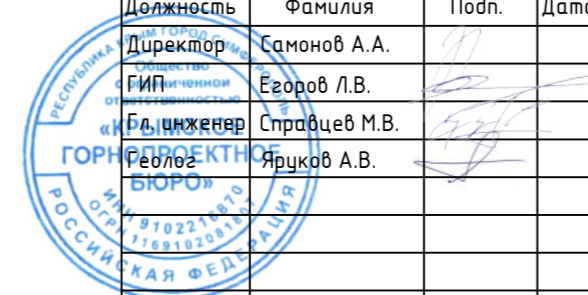 Должность Фамилия Подп. Дата
Директор Самонов А.А.
ГИП Егоров Л.В.
Гл. инженер Справцев М.В.
Геолог Яруков А.В.
РЕСПУБЛИКА КРЫМ ГОРОД СИМФЕРОПОЛЬ
Общество
с ограниченной
ответственностью
«КРЫМСКОЕ
ГОРНОПРОЕКТНОЕ
БЮРО»
ИНН 9102216870
ОГРН 1169102081807
РОССИЙСКАЯ ФЕДЕРАЦИЯ